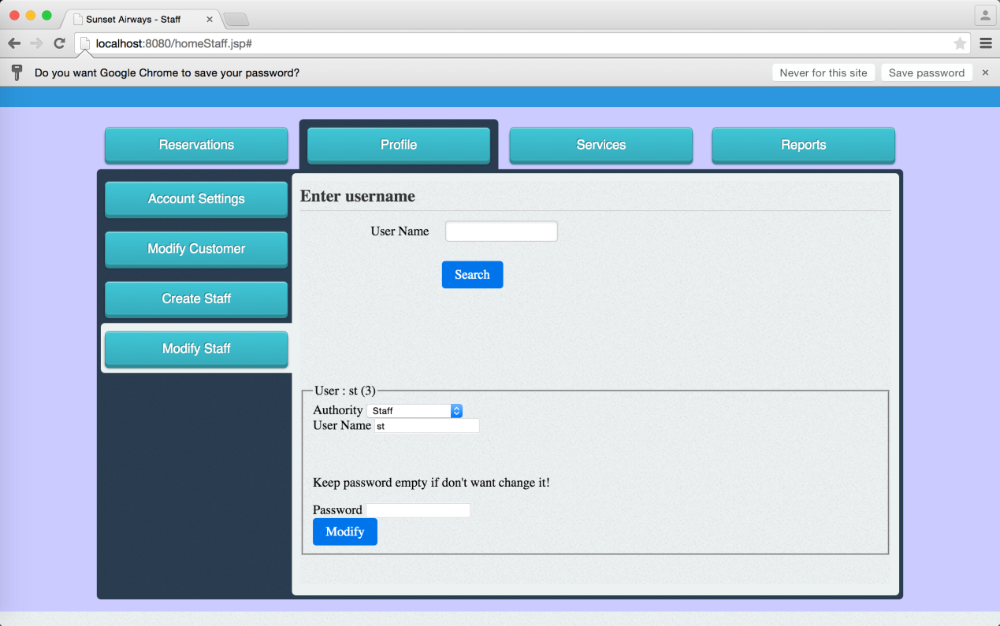 Sunset Airways - Staff
localhost:8080/homeStaff.jsp#
Do you want Google Chrome to save your password?
Never for this site
Save password
Reservations
Profile
Services
Reports
Account Settings
Modify Customer
Create Staff
Modify Staff
Enter username
User Name
Search
User : st (3)
Authority Staff
User Name st
Keep password empty if don't want change it!
Password
Modify